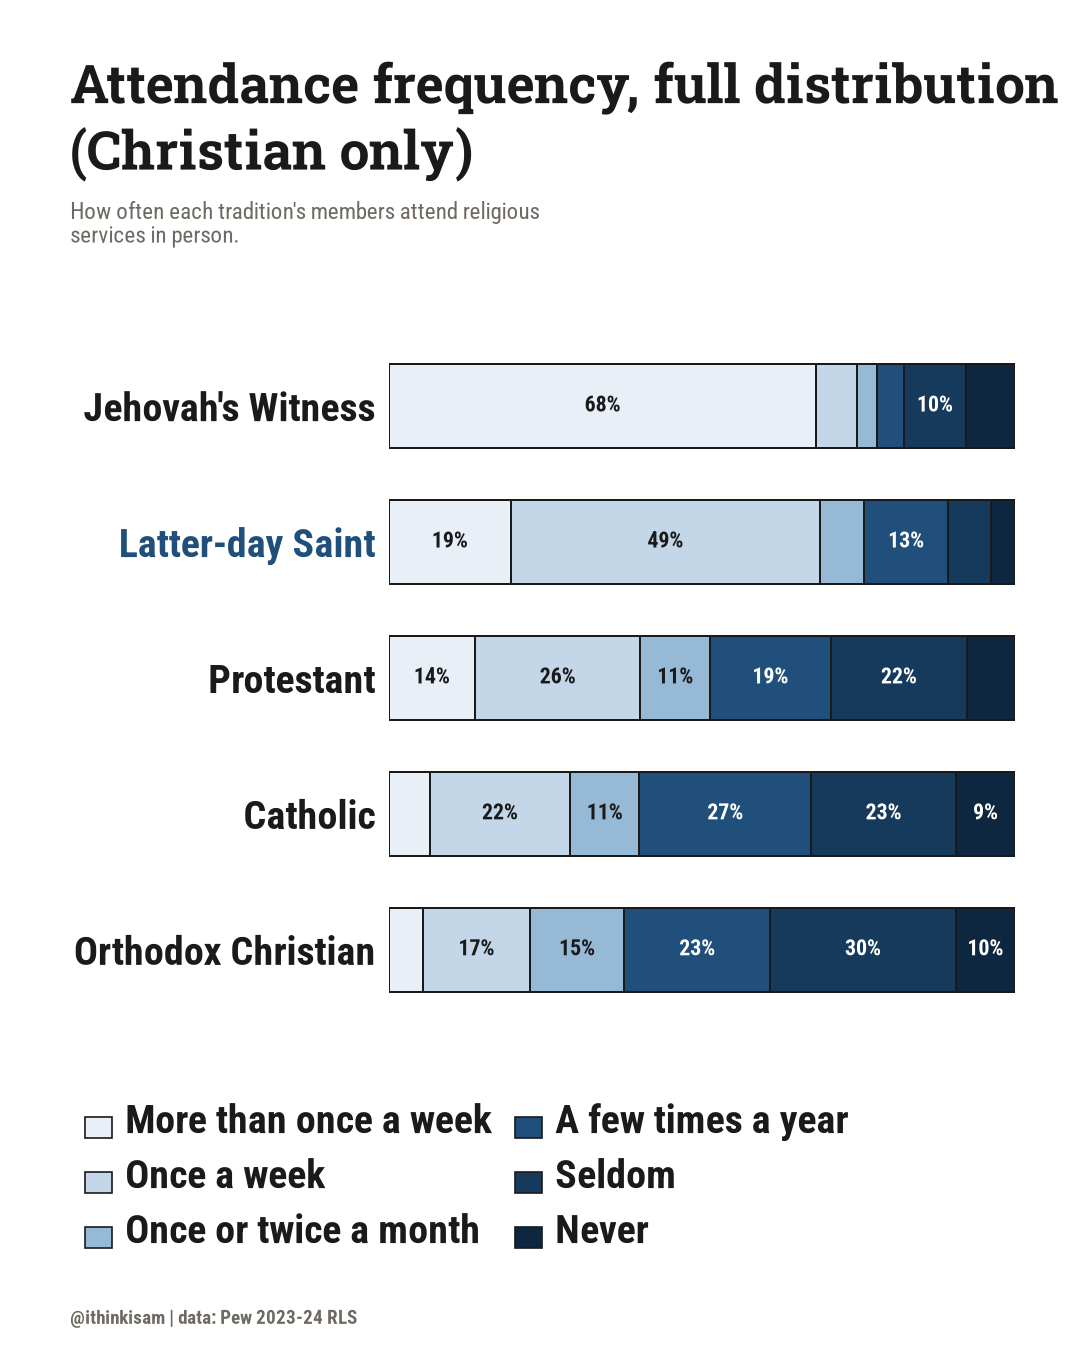 Attendance frequency, full distribution
(Christian only)
How often each tradition's members attend religious
services in person.
Jehovah's Witness 68% 10%
Latter-day Saint 19% 49% 13%
Protestant 14% 26% 11% 19% 22%
Catholic 22% 11% 27% 23% 9%
Orthodox Christian 17% 15% 23% 30% 10%
More than once a week A few times a year
Once a week Seldom
Once or twice a month Never
@ithinkisam | data: Pew 2023-24 RLS